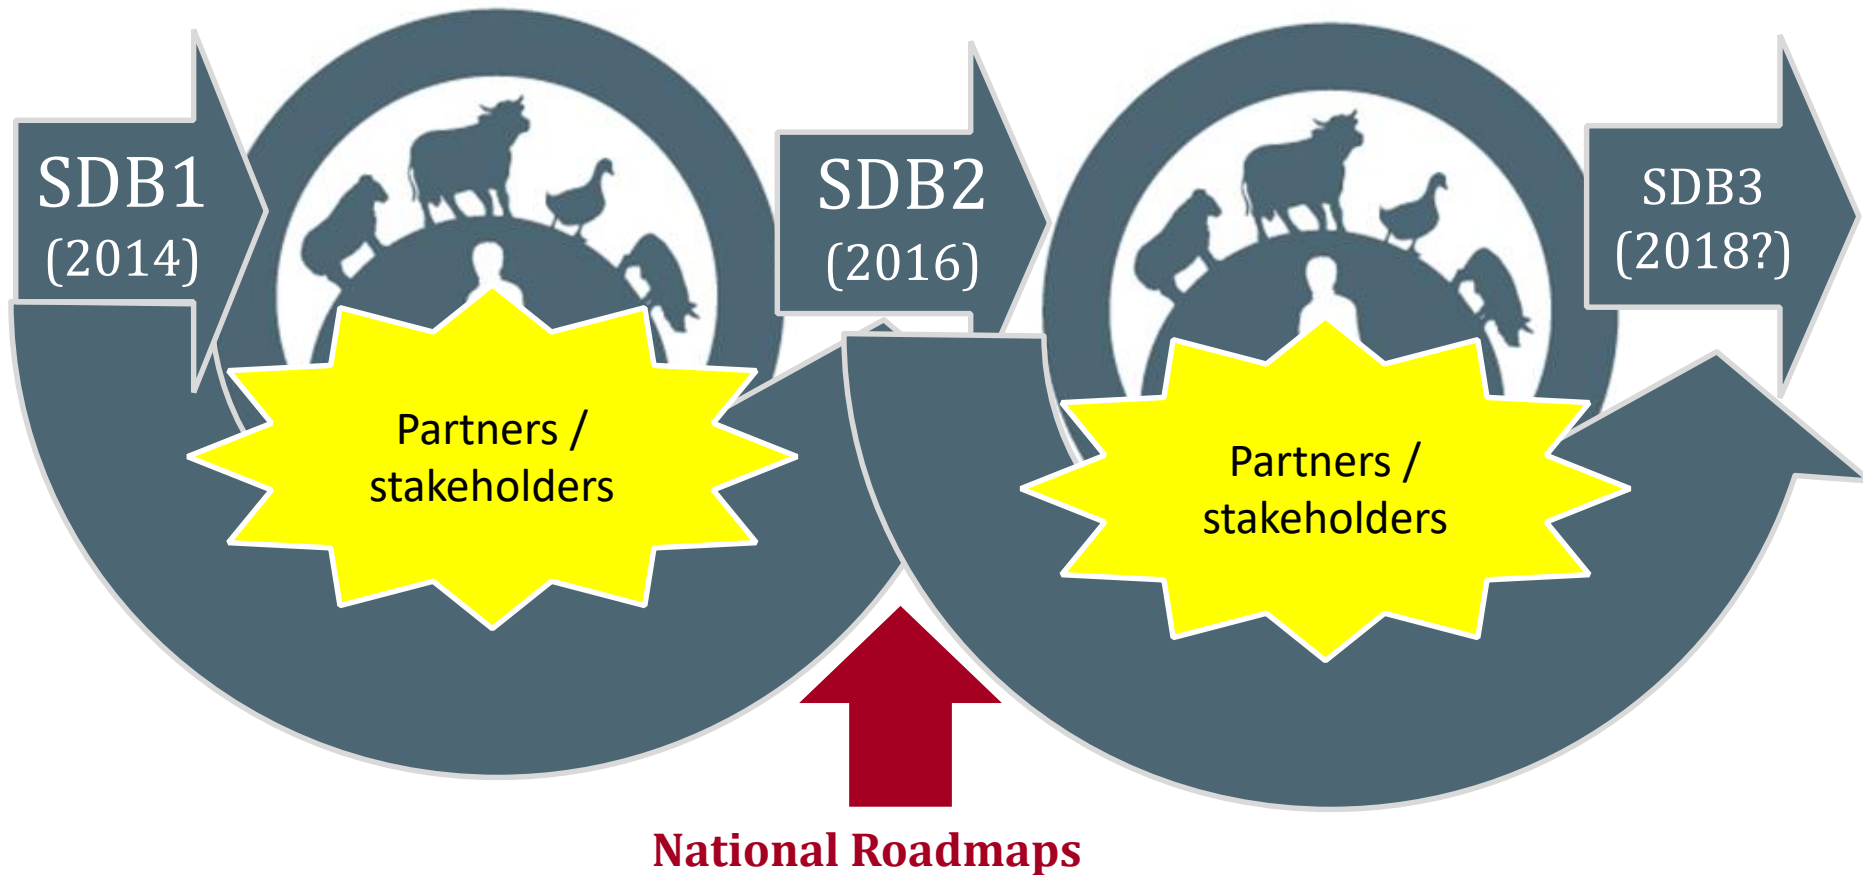 SDB1
(2014)
SDB2
(2016)
SDB3
(2018?)
Partners /
stakeholders
Partners /
stakeholders
National Roadmaps